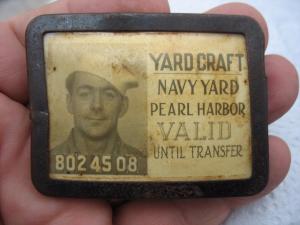 YARD CRAFT
NAVY YARD
PEARL HARBOR
VALID
UNTIL TRANSFER
802 45 08